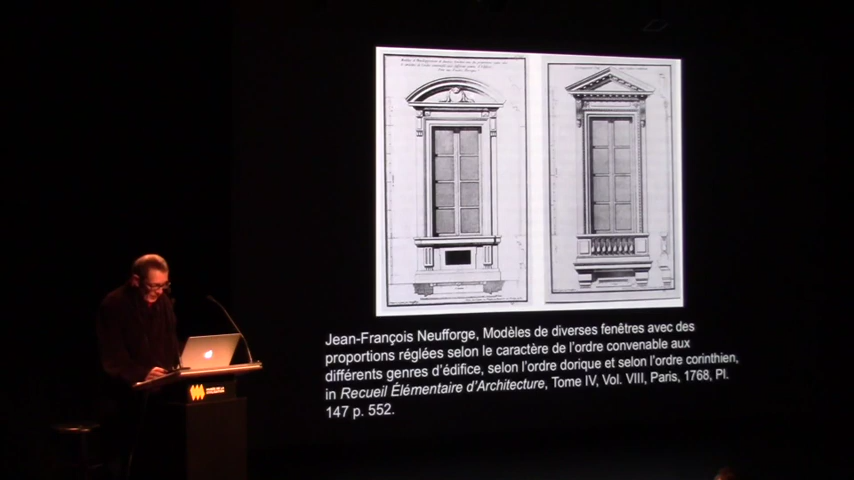 Jean-François Neufforge, Modèles de diverses fenêtres avec des
proportions réglées selon le caractère de l'ordre convenable aux
différents genres d'édifice, selon l'ordre dorique et selon l'ordre corinthien,
in Recueil Élémentaire d'Architecture, Tome IV, Vol. VIII, Paris, 1768, Pl.
147 p. 552.